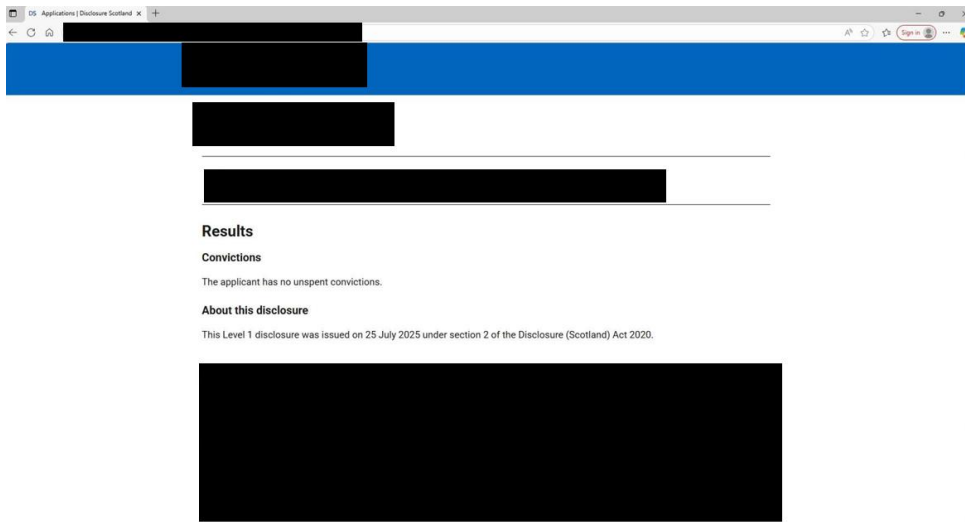 DS Applications | Disclosure Scotland
Sign in
Results
Convictions
The applicant has no unspent convictions.
About this disclosure
This Level 1 disclosure was issued on 25 July 2025 under section 2 of the Disclosure (Scotland) Act 2020.